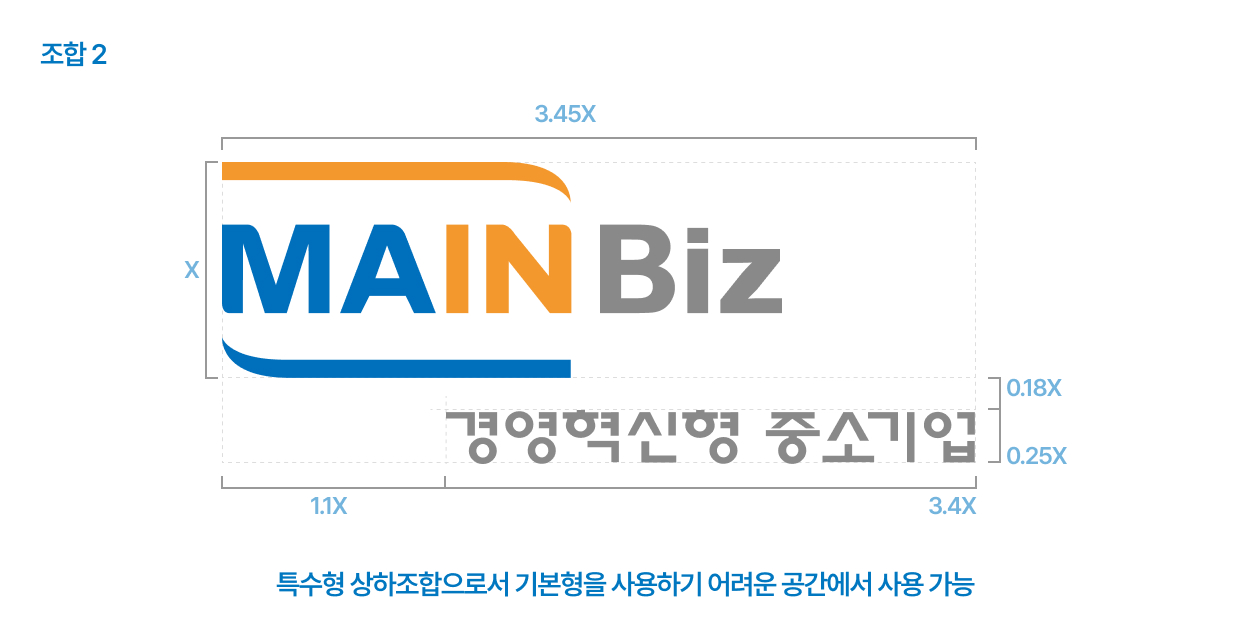 조합 2
3.45X
X
MAIN Biz
0.18X
경영혁신형 중소기업
0.25X
1.1X
3.4X
특수형 상하조합으로서 기본형을 사용하기 어려운 공간에서 사용 가능